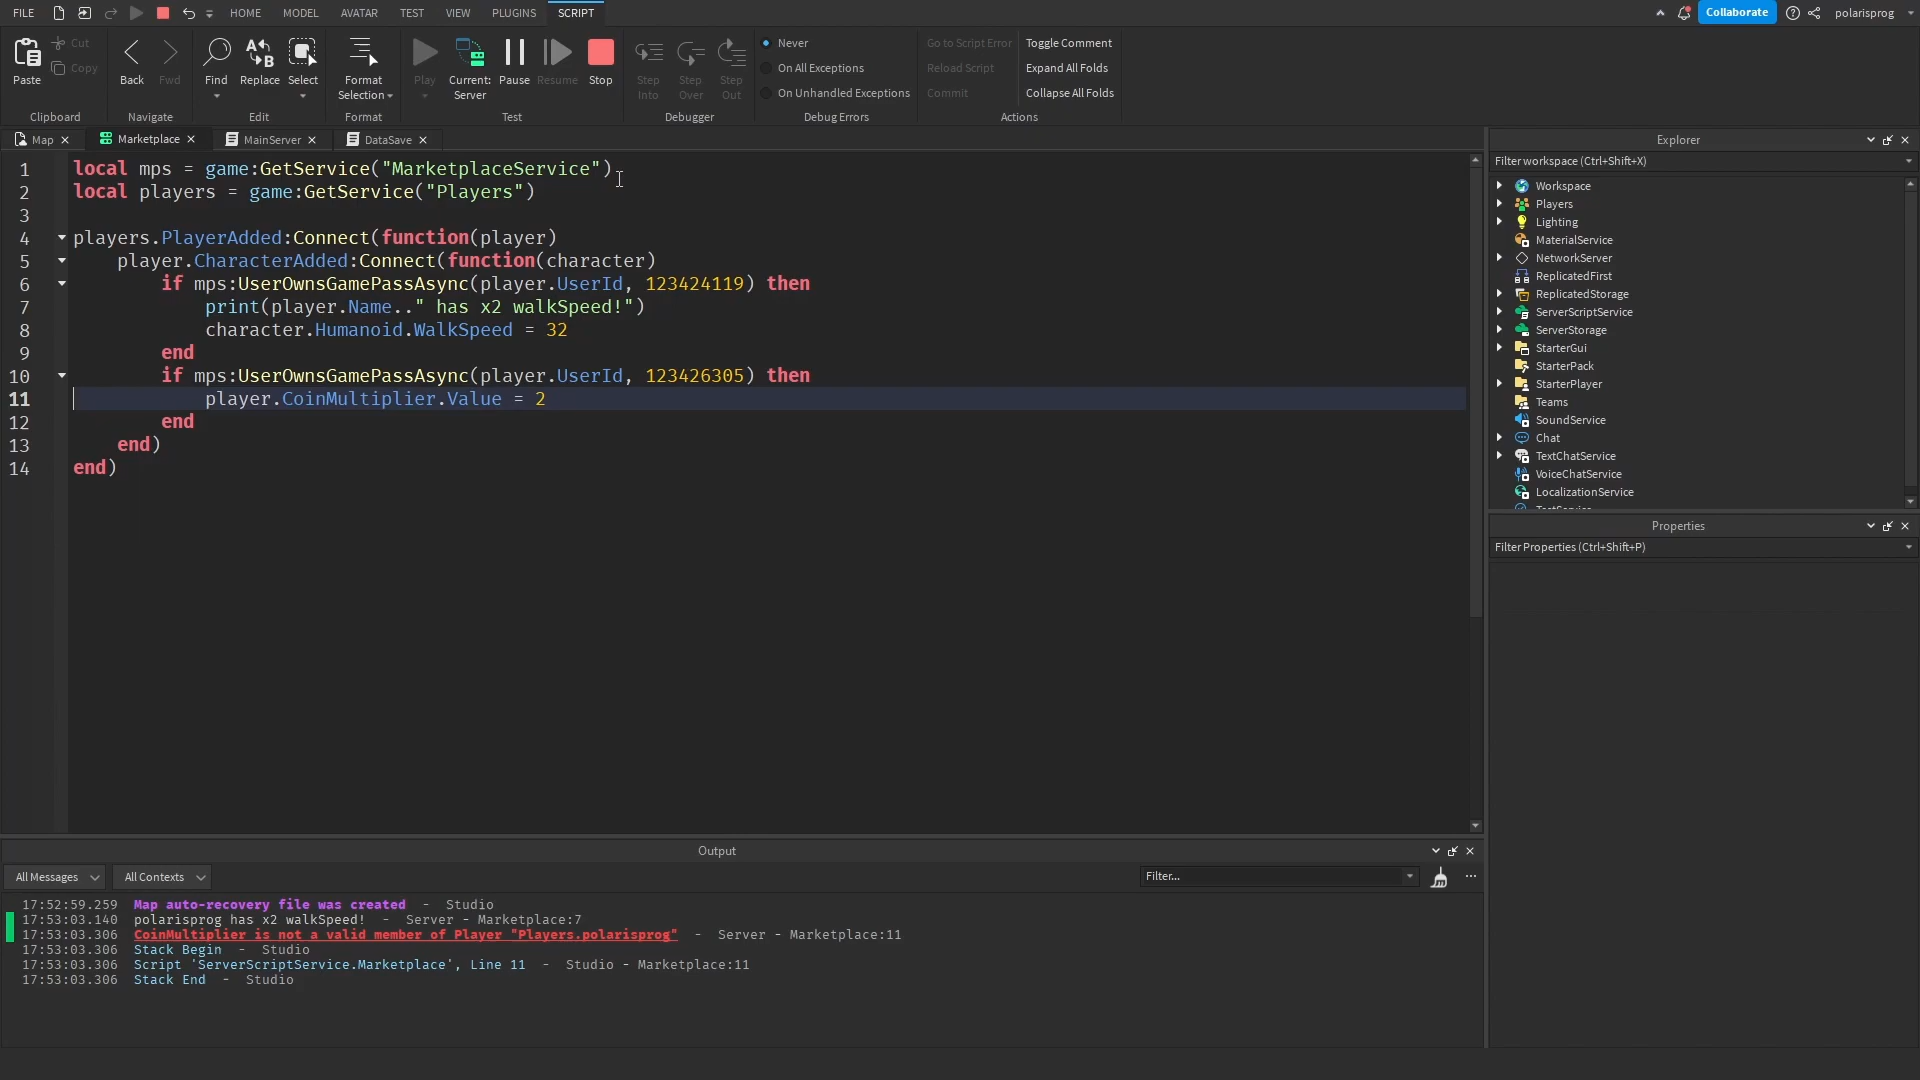 FILE HOME MODEL AVATAR TEST VIEW PLUGINS SCRIPT Collaborate polarisprog
Paste Cut Copy Back Fwd Find Replace Select Format Selection Play Current: Server Pause Resume Stop Step Into Step Over Step Out
Never
On All Exceptions
On Unhandled Exceptions
Go to Script Error
Reload Script
Commit
Toggle Comment
Expand All Folds
Collapse All Folds
Clipboard Navigate Edit Format Test Debugger Debug Errors Actions
Map Marketplace MainServer DataSave
1 local mps = game:GetService("MarketplaceService")
2 local players = game:GetService("Players")
3
4 players.PlayerAdded:Connect(function(player)
5 player.CharacterAdded:Connect(function(character)
6 if mps:UserOwnsGamePassAsync(player.UserId, 123424119) then
7 print(player.Name.." has x2 walkSpeed!")
8 character.Humanoid.WalkSpeed = 32
9 end
10 if mps:UserOwnsGamePassAsync(player.UserId, 123426305) then
11 player.CoinMultiplier.Value = 2
12 end
13 end)
14 end)
Explorer
Filter workspace (Ctrl+Shift+X)
Workspace
Players
Lighting
MaterialService
NetworkServer
ReplicatedFirst
ReplicatedStorage
ServerScriptService
ServerStorage
StarterGui
StarterPack
StarterPlayer
Teams
SoundService
Chat
TextChatService
VoiceChatService
LocalizationService
TestService
Properties
Filter Properties (Ctrl+Shift+P)
Output
All Messages All Contexts Filter... ...
17:52:59.259 Map auto-recovery file was created - Studio
17:53:03.140 polarisprog has x2 walkSpeed! - Server - Marketplace:7
17:53:03.306 CoinMultiplier is not a valid member of Player "Players.polarisprog" - Server - Marketplace:11
17:53:03.306 Stack Begin - Studio
17:53:03.306 Script 'ServerScriptService.Marketplace', Line 11 - Studio - Marketplace:11
17:53:03.306 Stack End - Studio